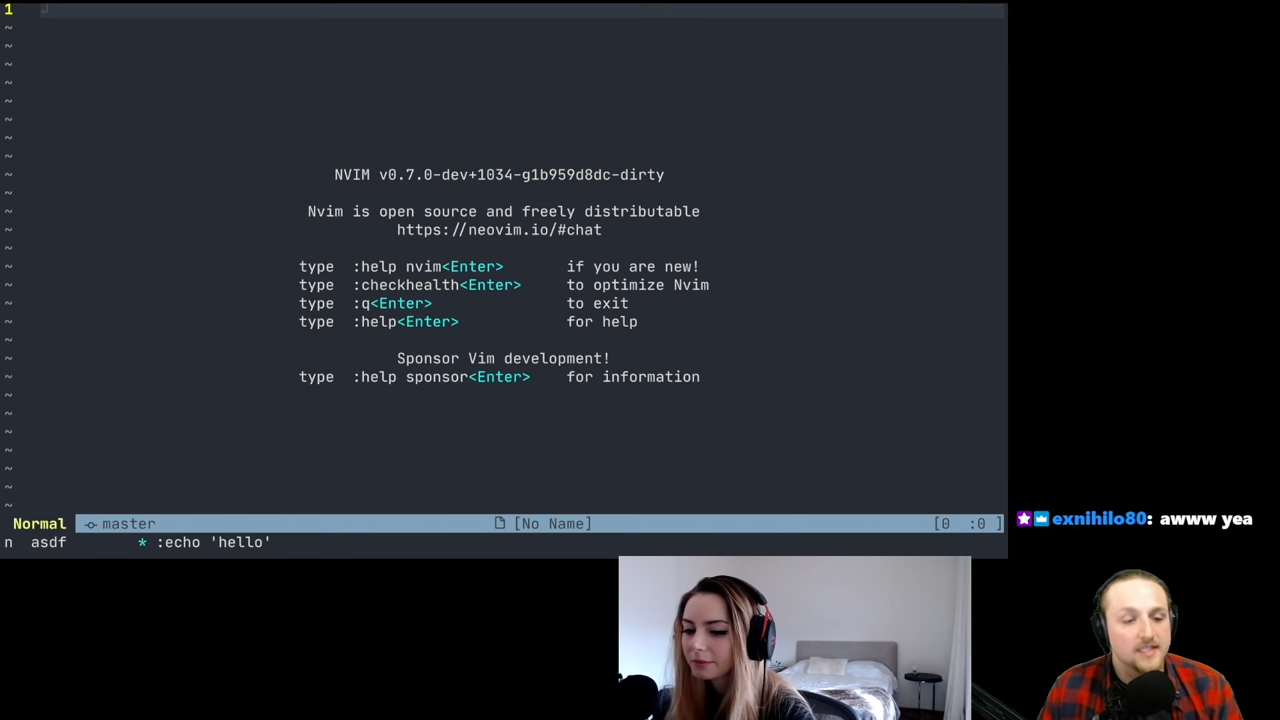 1
~
~
~
~
~
~
~
~
NVIM v0.7.0-dev+1034-g1b959d8dc-dirty
~
~
Nvim is open source and freely distributable
~
https://neovim.io/#chat
~
~
type :help nvim<Enter> if you are new!
~
type :checkhealth<Enter> to optimize Nvim
~
type :q<Enter> to exit
~
type :help<Enter> for help
~
~
Sponsor Vim development!
~
type :help sponsor<Enter> for information
~
~
~
~
~
~
~
Normal master [No Name] [0 :0 ]
n asdf * :echo 'hello'
exnihilo80: awww yea